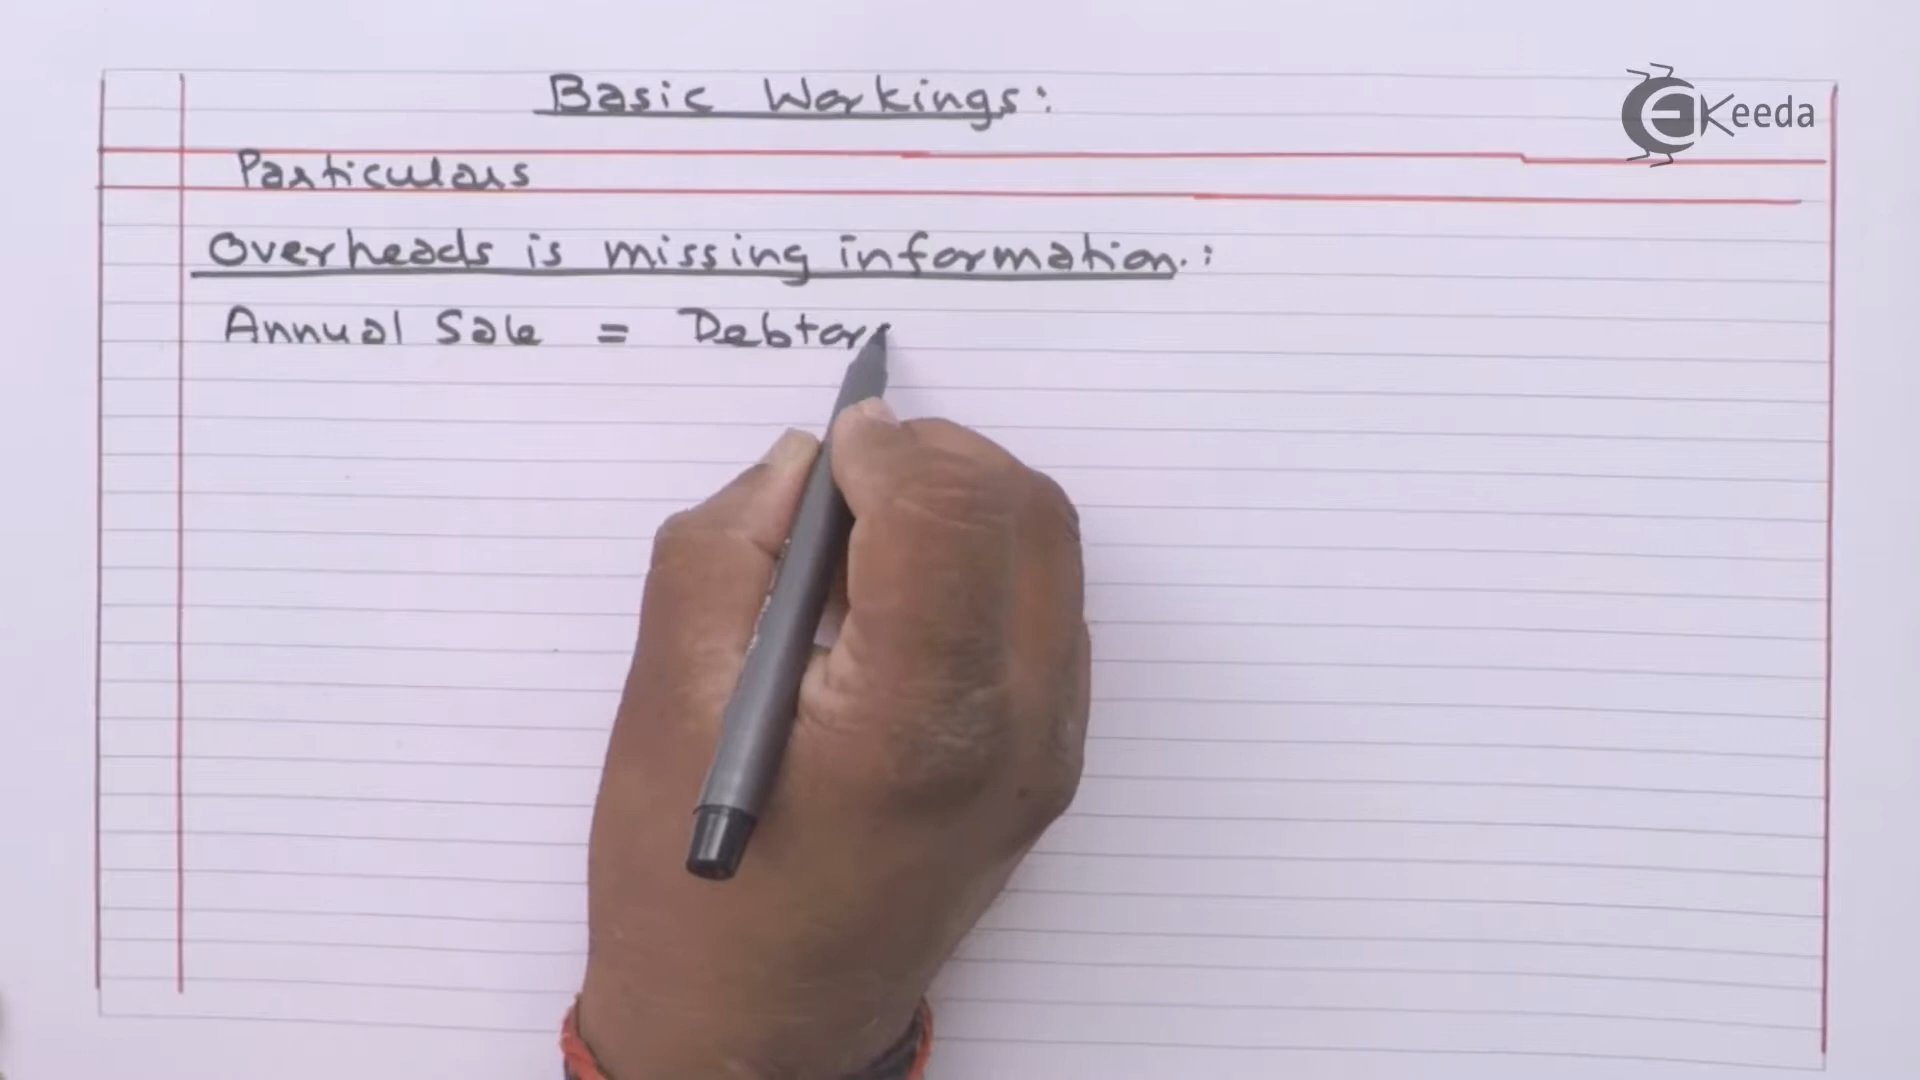 Basic Workings:
EKeeda
Particulars
Overheads is missing information.:
Annual Sale = Debtors